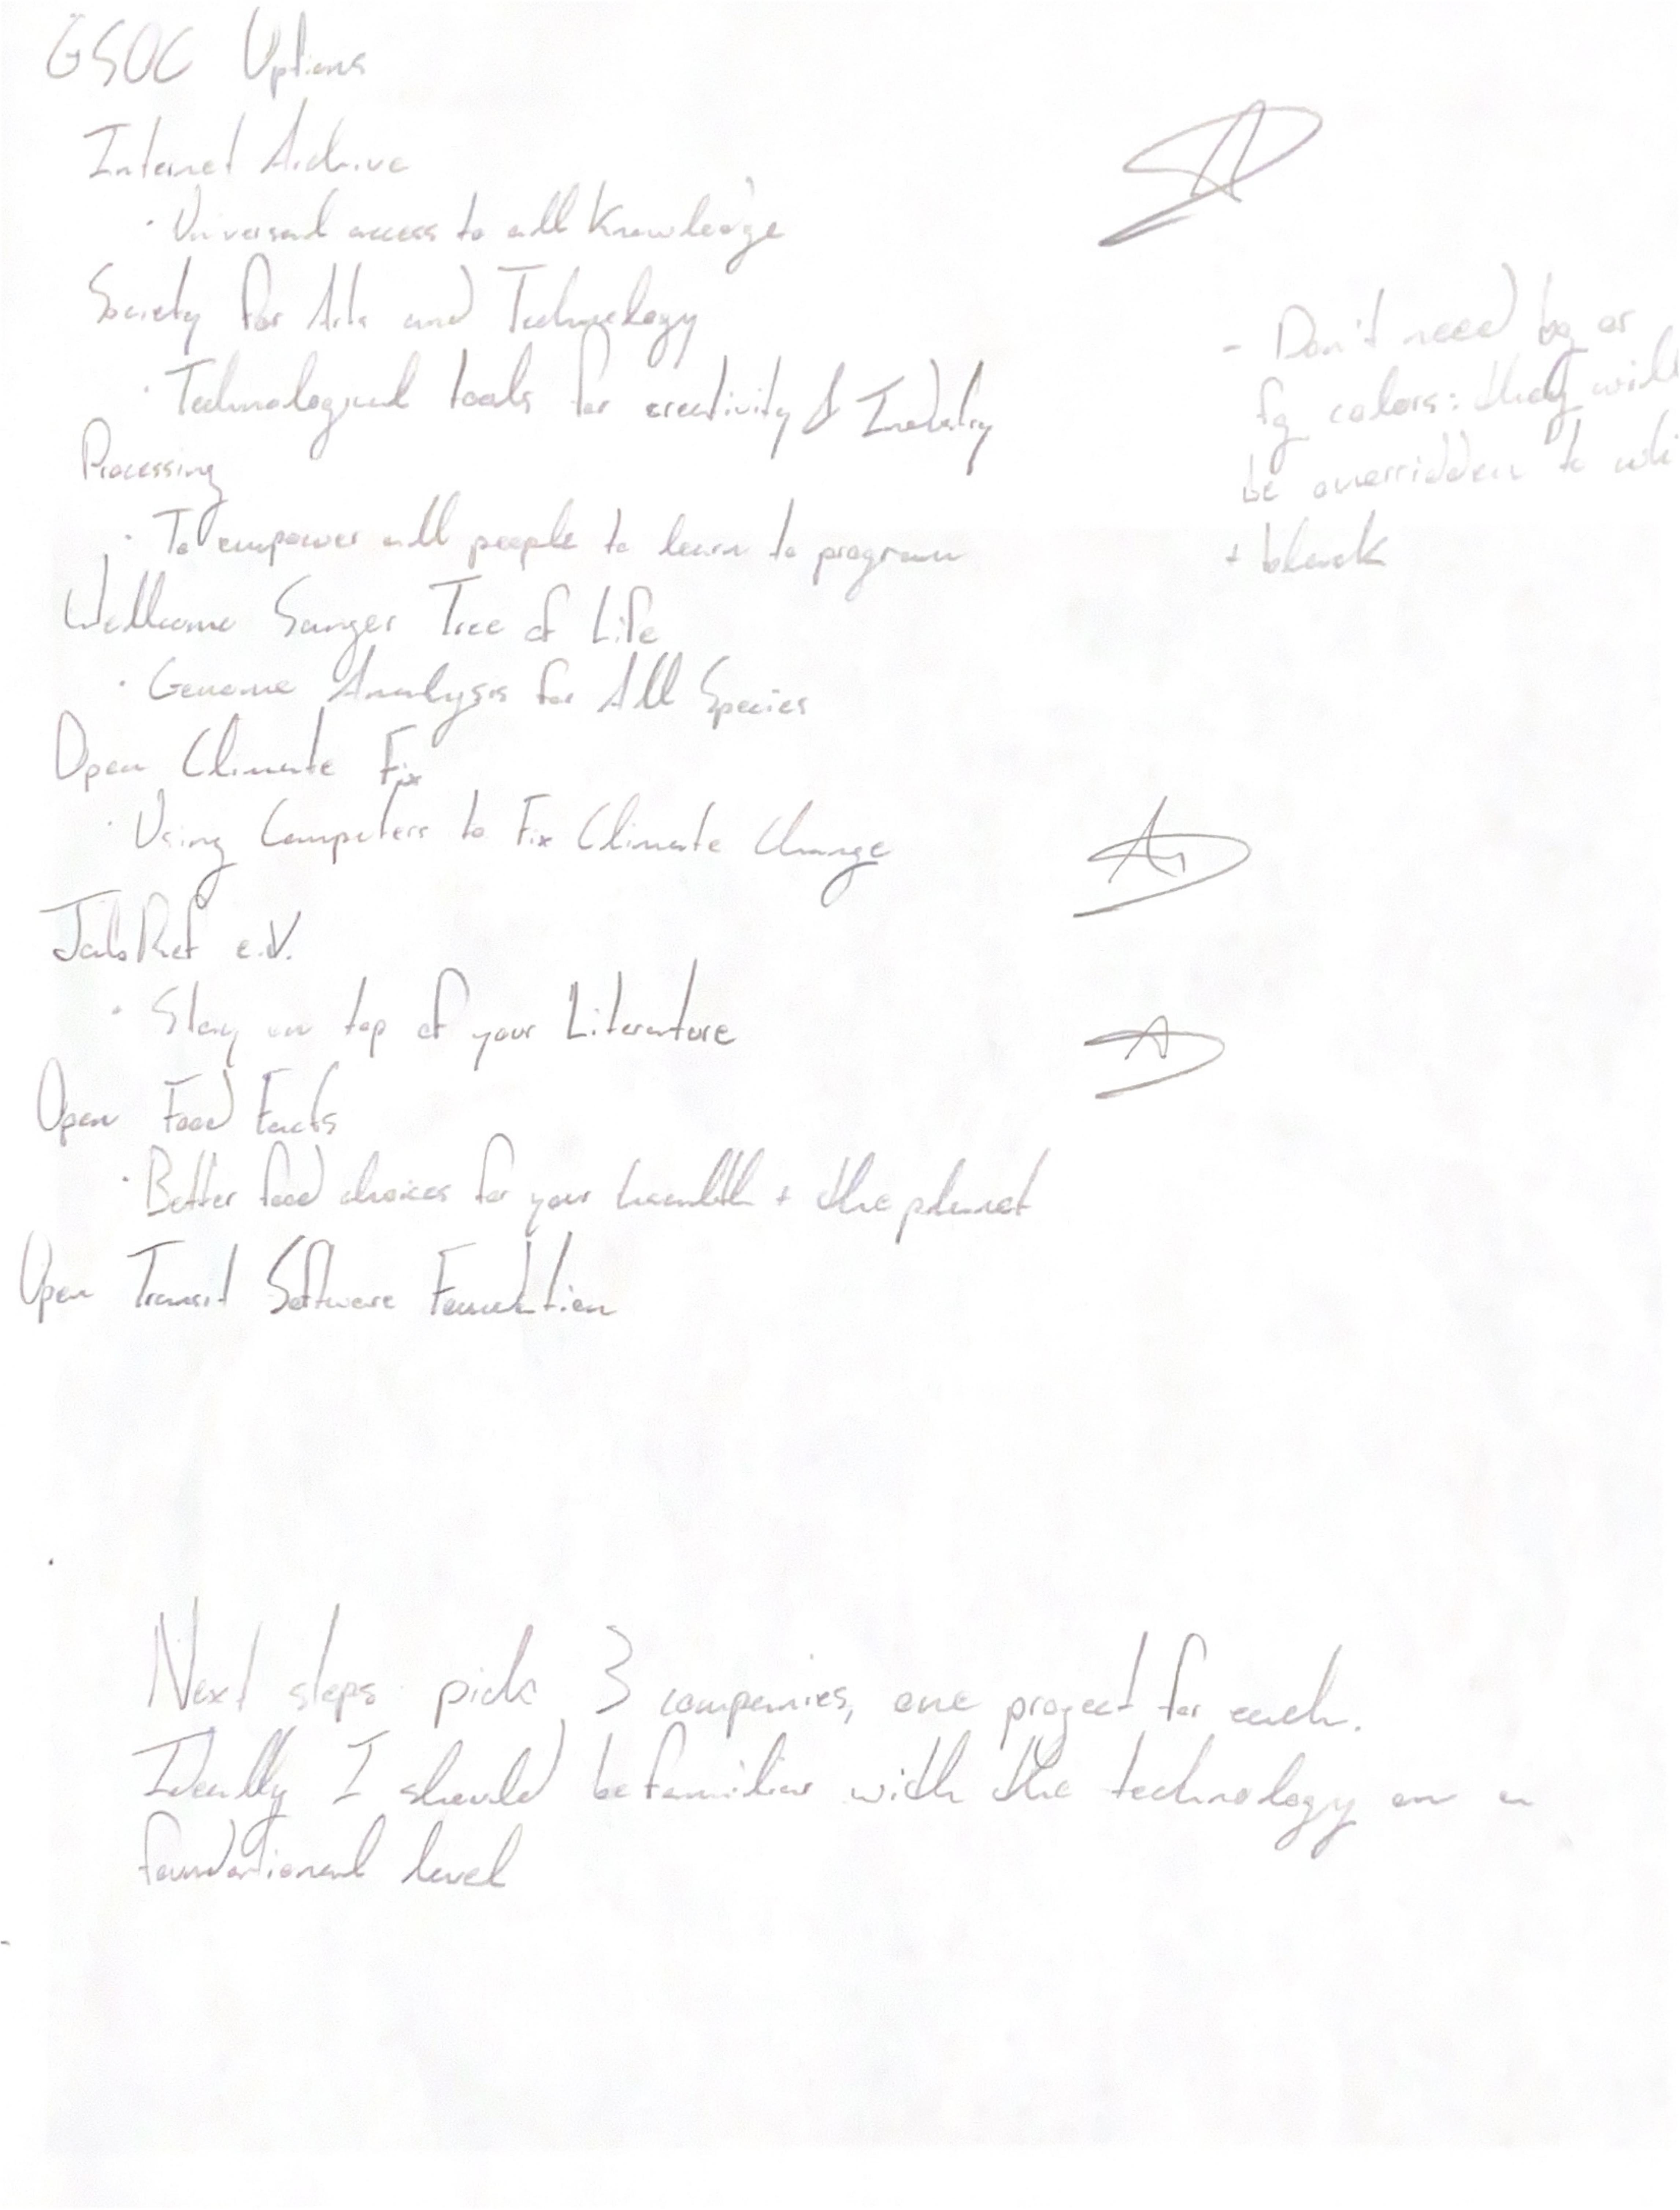 GSOC Options
Internet Archive
· Universal access to all Knowledge
Society for Arts and Technology
· Technological tools for creativity & Industry
Processing
· To empower all people to learn to program
Wellcome Sanger Tree of Life
· Genome Analysis for All Species
Open Climate Fix
· Using Computers to Fix Climate Change
JabRef e.V.
· Stay on top of your Literature
Open Food Facts
· Better food choices for your health + the planet
Open Transit Software Foundation
- Don't need bg or
fg colors: they will
be overridden to whi
+ black
Next steps pick 3 companies, one project for each.
Ideally I should be familiar with the technology on a
foundational level